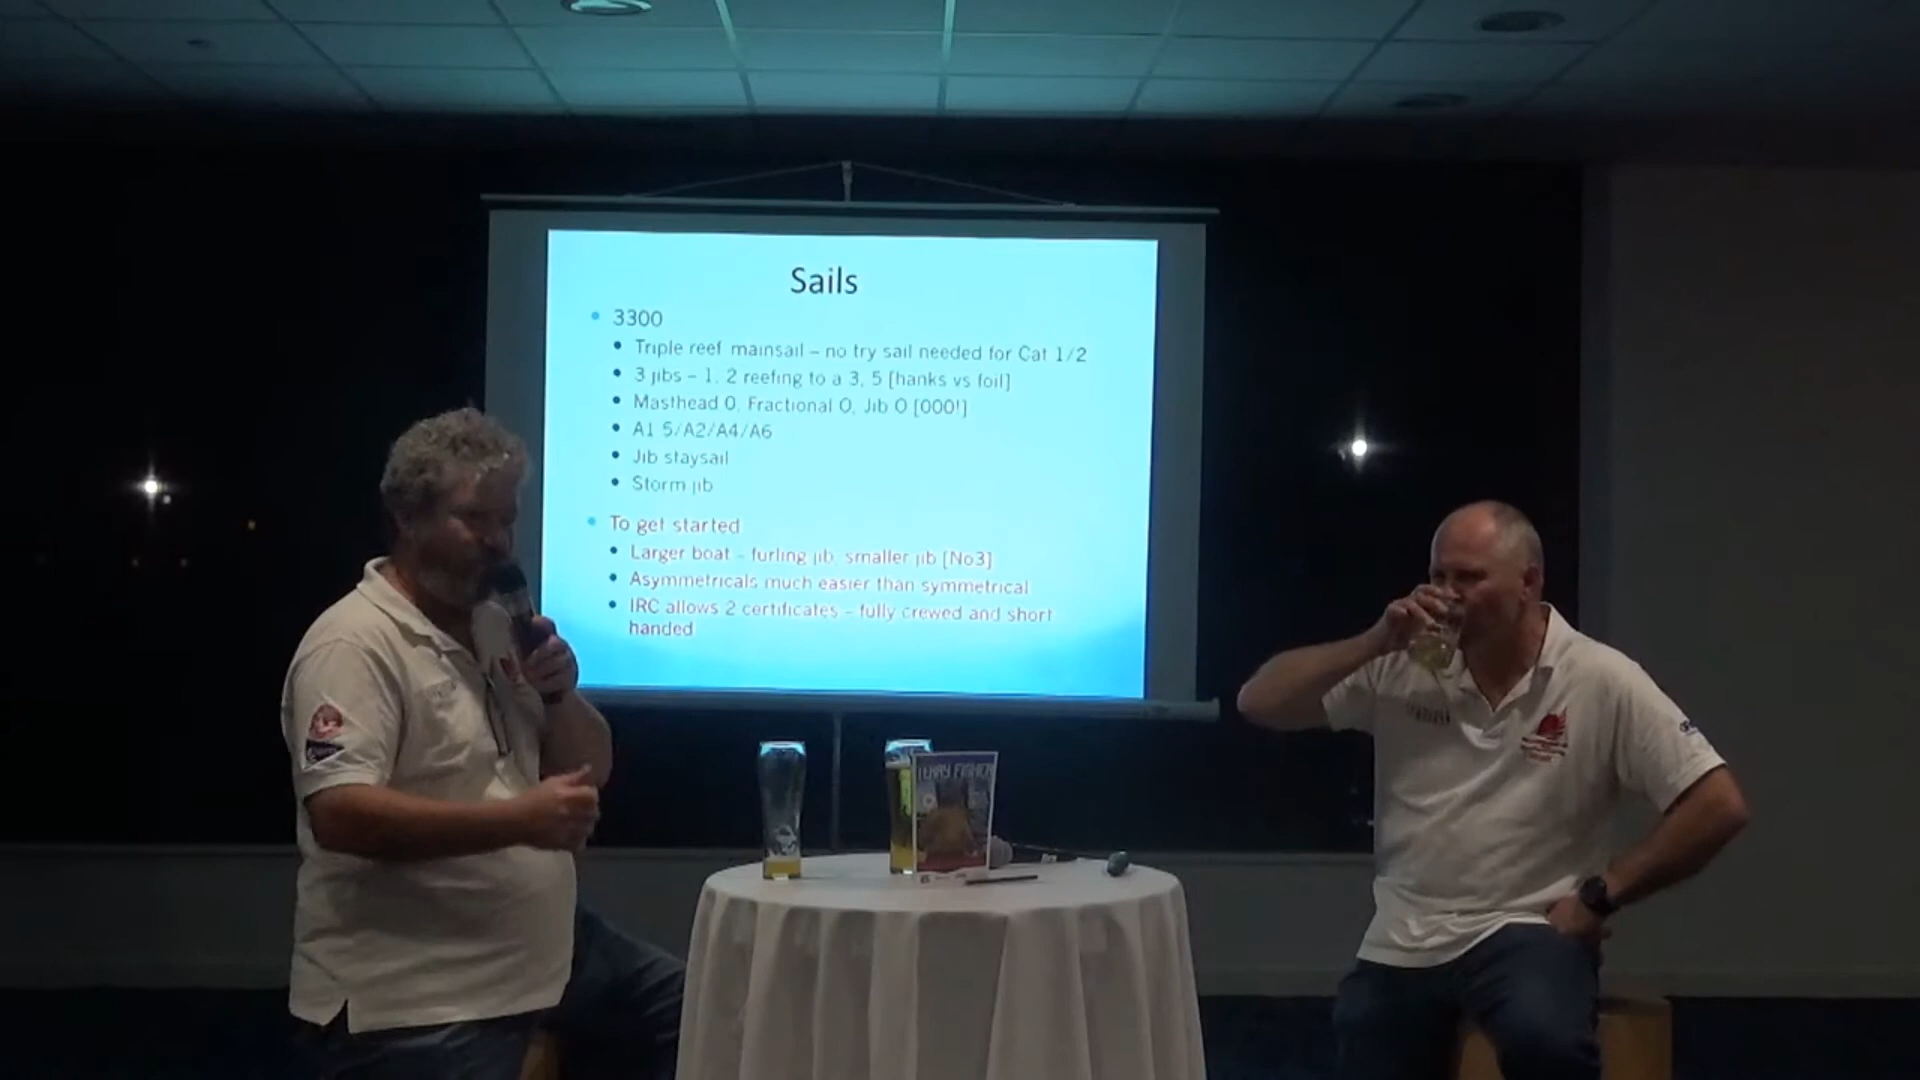 Sails
3300
Triple reef mainsail – no try sail needed for Cat 1/2
3 jibs – 1, 2 reefing to a 3, 5 [hanks vs foil]
Masthead 0, Fractional 0, Jib 0 [000!]
A1 5/A2/A4/A6
Jib staysail
Storm jib
To get started
Larger boat – furling jib, smaller jib [No3]
Asymmetricals much easier than symmetrical
IRC allows 2 certificates – fully crewed and short
handed